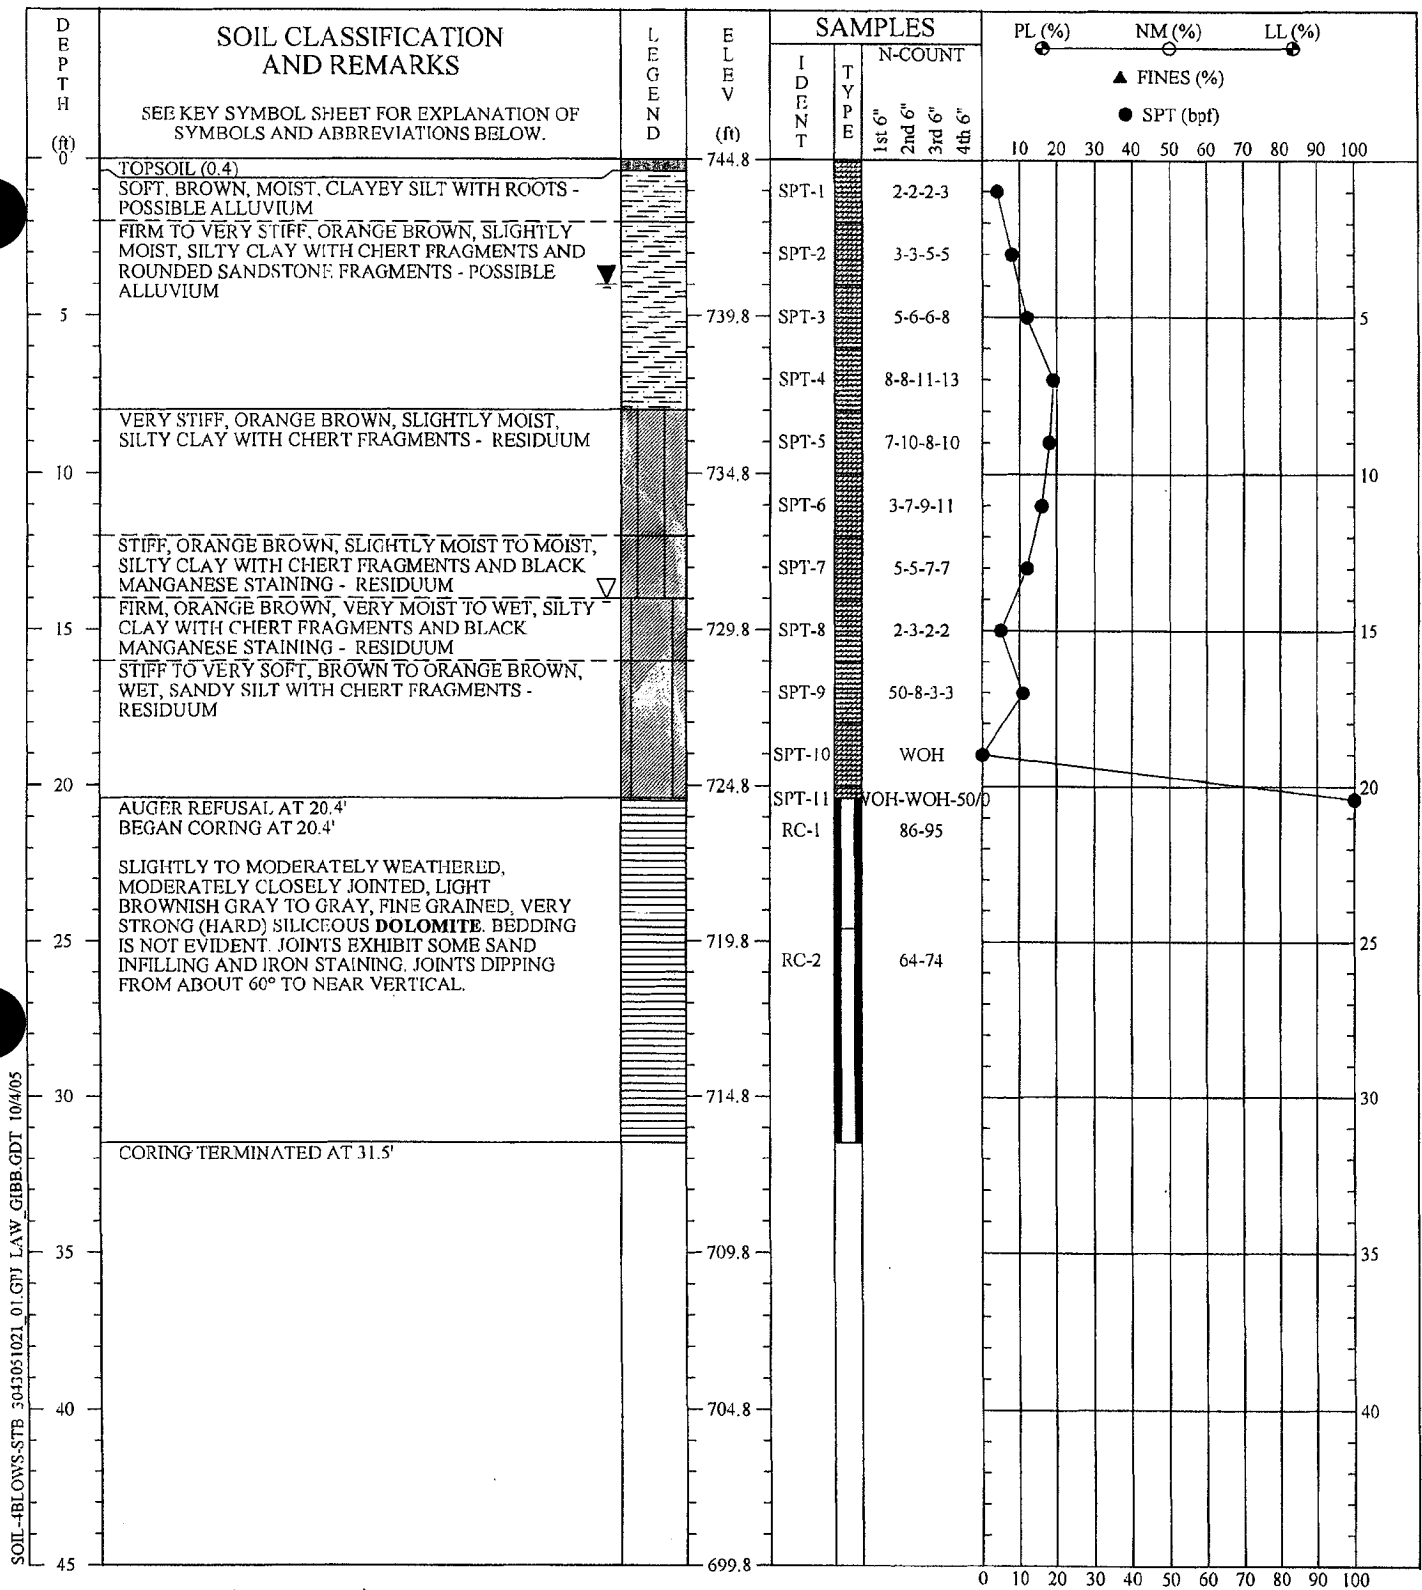 DEPTH
(ft)
SOIL CLASSIFICATION
AND REMARKS
SEE KEY SYMBOL SHEET FOR EXPLANATION OF
SYMBOLS AND ABBREVIATIONS BELOW.
LEGEND
ELEV
(ft)
SAMPLES
IDENT
TYPE
N-COUNT
1st 6"
2nd 6"
3rd 6"
4th 6"
PL (%)
NM (%)
LL (%)
▲ FINES (%)
● SPT (bpf)
10 20 30 40 50 60 70 80 90 100
0
744.8
TOPSOIL (0.4)
SOFT, BROWN, MOIST, CLAYEY SILT WITH ROOTS -
POSSIBLE ALLUVIUM
SPT-1 2-2-2-3
FIRM TO VERY STIFF, ORANGE BROWN, SLIGHTLY
MOIST, SILTY CLAY WITH CHERT FRAGMENTS AND
ROUNDED SANDSTONE FRAGMENTS - POSSIBLE
ALLUVIUM
SPT-2 3-3-5-5
5 739.8 SPT-3 5-6-6-8 5
SPT-4 8-8-11-13
VERY STIFF, ORANGE BROWN, SLIGHTLY MOIST,
SILTY CLAY WITH CHERT FRAGMENTS - RESIDUUM
SPT-5 7-10-8-10
10 734.8 10
SPT-6 3-7-9-11
STIFF, ORANGE BROWN, SLIGHTLY MOIST TO MOIST,
SILTY CLAY WITH CHERT FRAGMENTS AND BLACK
MANGANESE STAINING - RESIDUUM
SPT-7 5-5-7-7
FIRM, ORANGE BROWN, VERY MOIST TO WET, SILTY
CLAY WITH CHERT FRAGMENTS AND BLACK
MANGANESE STAINING - RESIDUUM
15 729.8 SPT-8 2-3-2-2 15
STIFF TO VERY SOFT, BROWN TO ORANGE BROWN,
WET, SANDY SILT WITH CHERT FRAGMENTS -
RESIDUUM
SPT-9 50-8-3-3
SPT-10 WOH
20 724.8 20
SPT-11 WOH-WOH-50/0
AUGER REFUSAL AT 20.4'
BEGAN CORING AT 20.4'
RC-1 86-95
SLIGHTLY TO MODERATELY WEATHERED,
MODERATELY CLOSELY JOINTED, LIGHT
BROWNISH GRAY TO GRAY, FINE GRAINED, VERY
STRONG (HARD) SILICEOUS DOLOMITE. BEDDING
IS NOT EVIDENT. JOINTS EXHIBIT SOME SAND
INFILLING AND IRON STAINING. JOINTS DIPPING
FROM ABOUT 60° TO NEAR VERTICAL.
25 719.8 25
RC-2 64-74
30 714.8 30
CORING TERMINATED AT 31.5'
35 709.8 35
40 704.8 40
45 699.8
0 10 20 30 40 50 60 70 80 90 100
SOIL-4BLOWS-STB 3043051021_01.GPJ LAW_GIBB.GDT 10/4/05